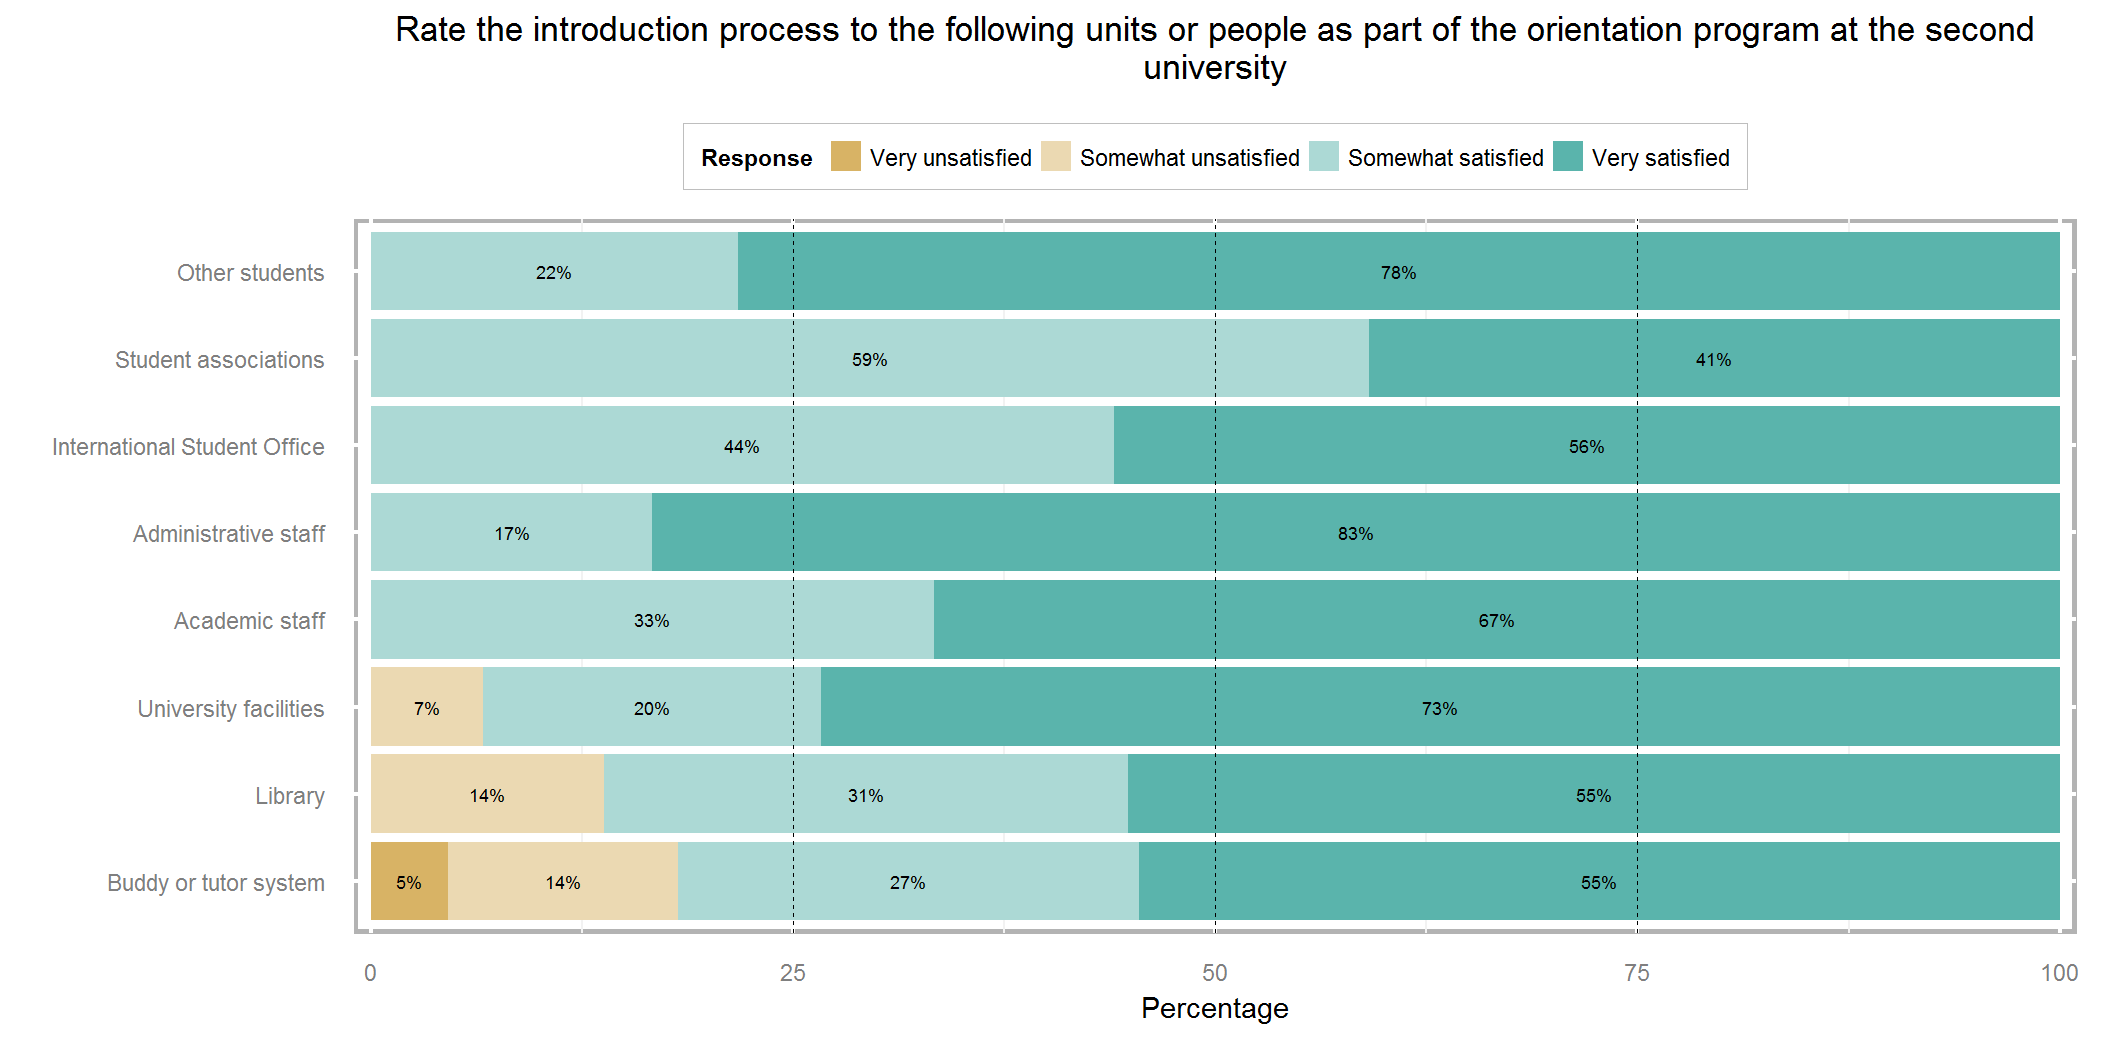 Rate the introduction process to the following units or people as part of the orientation program at the second
university
Response Very unsatisfied Somewhat unsatisfied Somewhat satisfied Very satisfied
Other students 22% 78%
Student associations 59% 41%
International Student Office 44% 56%
Administrative staff 17% 83%
Academic staff 33% 67%
University facilities 7% 20% 73%
Library 14% 31% 55%
Buddy or tutor system 5% 14% 27% 55%
0 25 50 75 100
Percentage